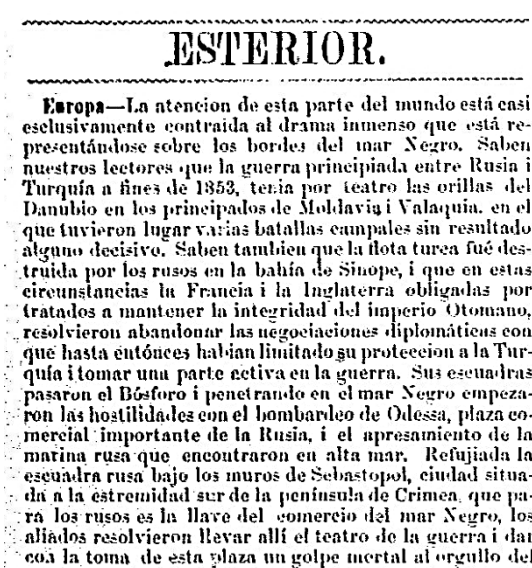 ESTERIOR.
Europa—La atencion de esta parte del mundo está casi
esclusivamente contraida al drama inmenso que está re-
presentándose sobre los bordes del mar Negro. Saben
nuestros lectores que la guerra principiada entre Rusia i
Turquía a fines de 1853, tenia por teatro las orillas del
Danubio en los principados de Moldavia i Valaquia, en el
que tuvieron lugar varias batallas campales sin resultado
alguno decisivo. Saben tambien que la flota turca fué des-
truida por los rusos en la bahía de Sinope, i que en estas
circunstancias la Francia i la Inglaterra obligadas por
tratados a mantener la integridad del imperio Otomano,
resolvieron abandonar las negociaciones diplomáticas con
que hasta entónces habian limitado su proteccion a la Tur-
quía i tomar una parte activa en la guerra. Sus escuadras
pasaron el Bósforo i penetrando en el mar Negro empeza-
ron las hostilidades con el bombardeo de Odessa, plaza co-
mercial importante de la Rusia, i el apresamiento de la
marina rusa que encontraron en alta mar. Refujiada la
escuadra rusa bajo los muros de Sebastopol, ciudad situa-
da a la estremidad sur de la península de Crimea, que pa-
ra los rusos es la llave del comercio del mar Negro, los
aliados resolvieron llevar allí el teatro de la guerra i dar
con la toma de esta plaza un golpe mortal al orgullo del